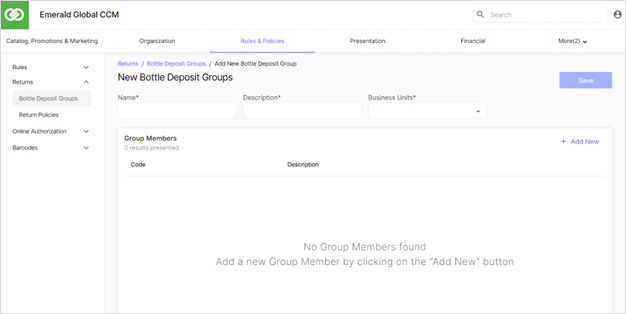 Emerald Global CCM
Search
Catalog, Promotions & Marketing
Organization
Rules & Policies
Presentation
Financial
More(2)
Rules
Returns
Bottle Deposit Groups
Return Policies
Online Authorization
Barcodes
Returns / Bottle Deposit Groups / Add New Bottle Deposit Group
New Bottle Deposit Groups
Save
Name*
Description*
Business Units*
Group Members
0 results presented
+ Add New
Code
Description
No Group Members found
Add a new Group Member by clicking on the "Add New" button